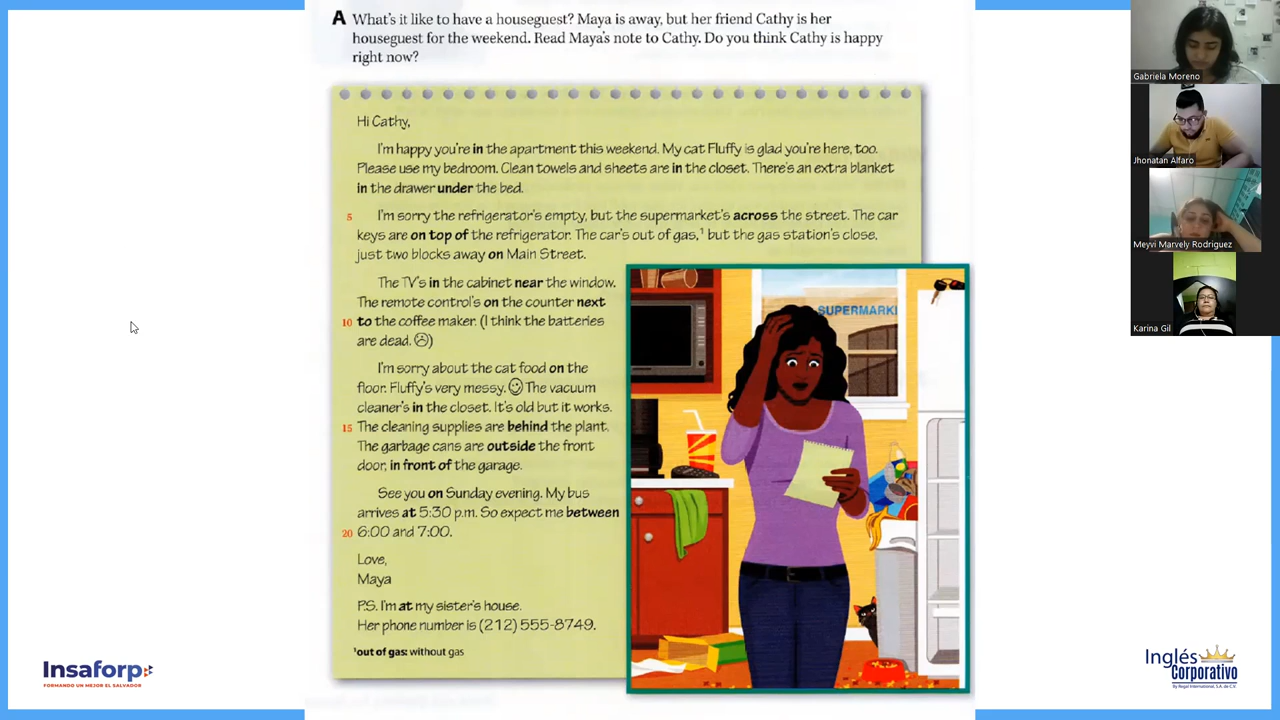 A What's it like to have a houseguest? Maya is away, but her friend Cathy is her
houseguest for the weekend. Read Maya's note to Cathy. Do you think Cathy is happy
right now?
Hi Cathy,
I'm happy you're in the apartment this weekend. My cat Fluffy is glad you're here, too.
Please use my bedroom. Clean towels and sheets are in the closet. There's an extra blanket
in the drawer under the bed.
5 I'm sorry the refrigerator's empty, but the supermarket's across the street. The car
keys are on top of the refrigerator. The car's out of gas,¹ but the gas station's close,
just two blocks away on Main Street.
The TV's in the cabinet near the window.
The remote control's on the counter next
10 to the coffee maker. (I think the batteries
are dead. ☹)
I'm sorry about the cat food on the
floor. Fluffy's very messy. ☺ The vacuum
cleaner's in the closet. It's old but it works.
15 The cleaning supplies are behind the plant.
The garbage cans are outside the front
door, in front of the garage.
See you on Sunday evening. My bus
arrives at 5:30 p.m. So expect me between
20 6:00 and 7:00.
Love,
Maya
P.S. I'm at my sister's house.
Her phone number is (212) 555-8749.
¹out of gas: without gas
SUPERMARK
Gabriela Moreno
Jhonatan Alfaro
Meyvi Marvely Rodriguez
Karina Gil
Insaforp
FORMANDO UN MEJOR EL SALVADOR
Inglés
Corporativo
By Regal International, S.A. de C.V.